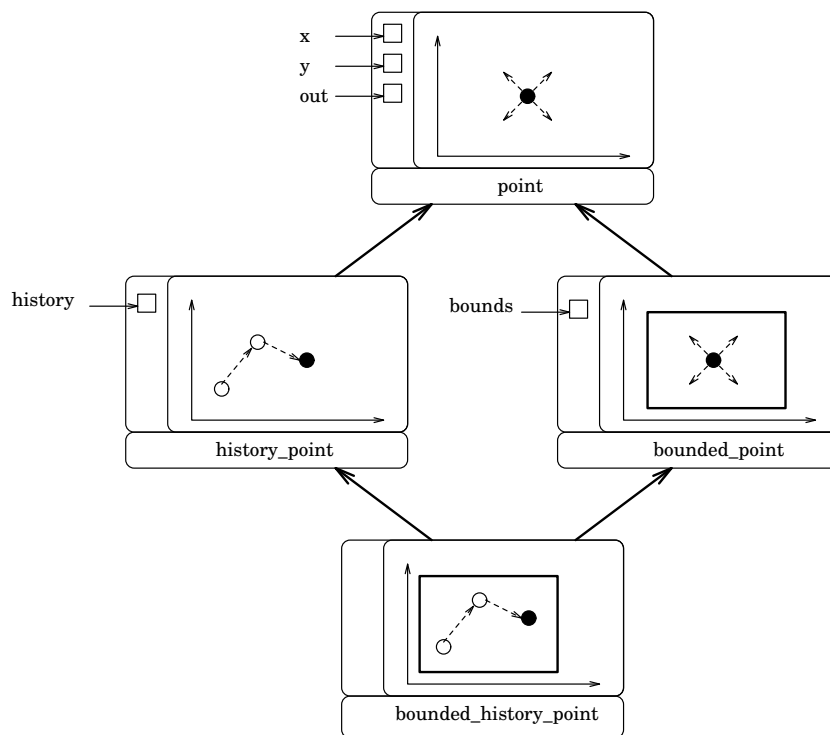 x
y
out
point
history
bounds
history_point
bounded_point
bounded_history_point